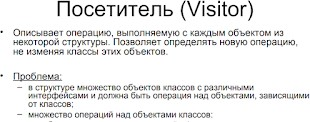 Посетитель (Visitor)
• Описывает операцию, выполняемую с каждым объектом из
некоторой структуры. Позволяет определять новую операцию,
не изменяя классы этих объектов.
• Проблема:
– в структуре множество объектов классов с различными
интерфейсами и должна быть операция над объектами, зависящими
от классов;
– множество операций над объектами классов: